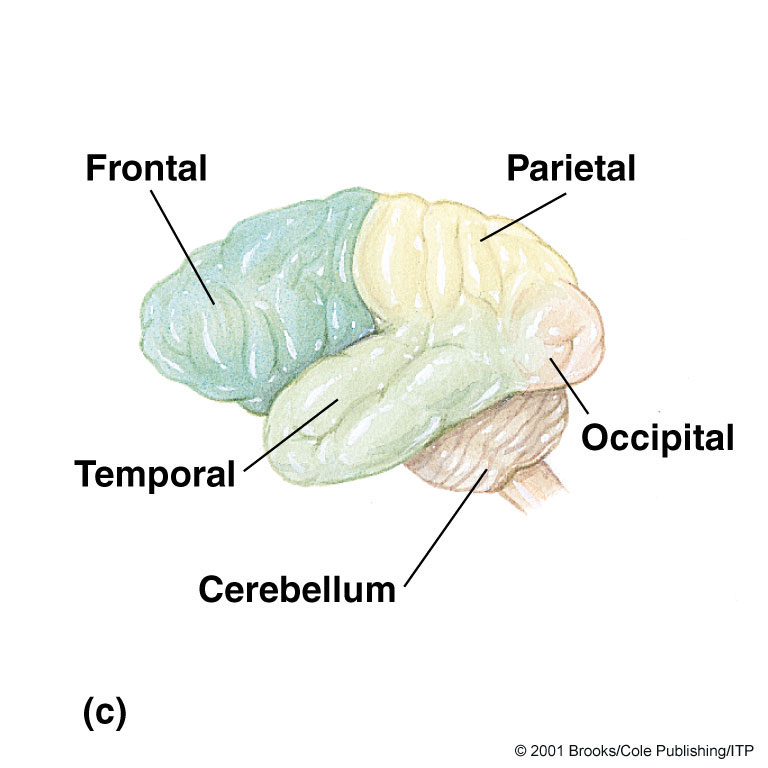 Frontal
Parietal
Occipital
Temporal
Cerebellum
(c)
© 2001 Brooks/Cole Publishing/ITP